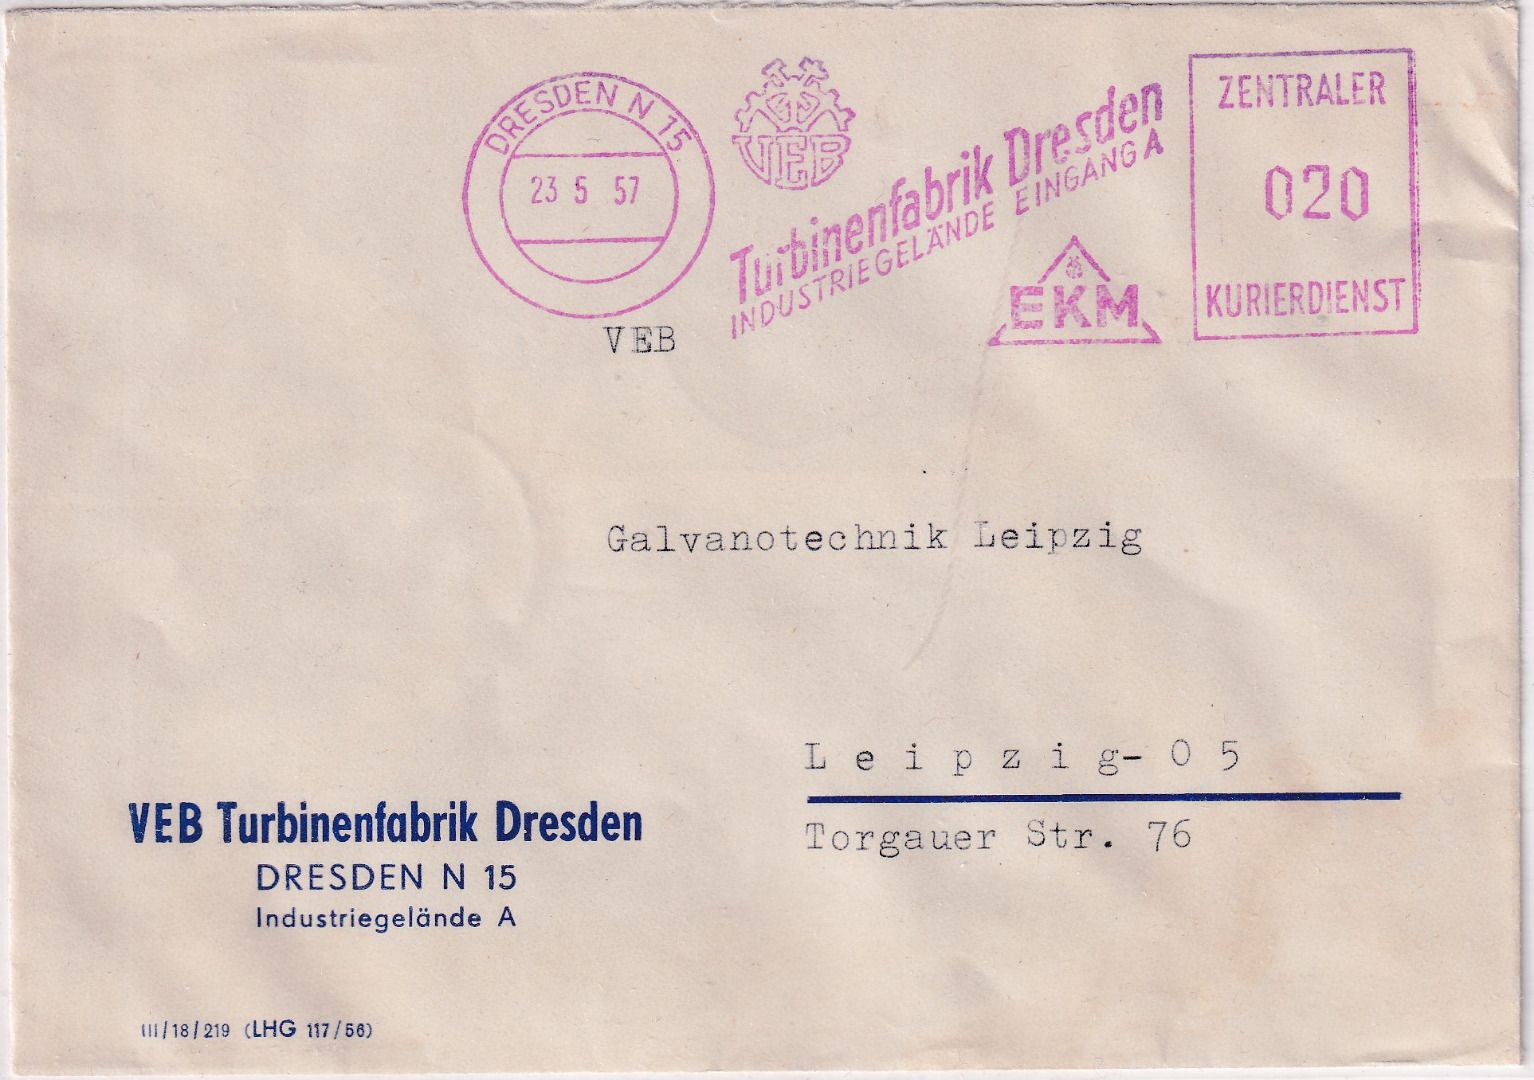 DRESDEN N 15
23 5 57
VEB
Turbinenfabrik Dresden
INDUSTRIEGELÄNDE EINGANG A
EKM
ZENTRALER
020
KURIERDIENST
VEB
Galvanotechnik Leipzig
Leipzig- O 5
Torgauer Str. 76
VEB Turbinenfabrik Dresden
DRESDEN N 15
Industriegelände A
III/18/219 (LHG 117/56)